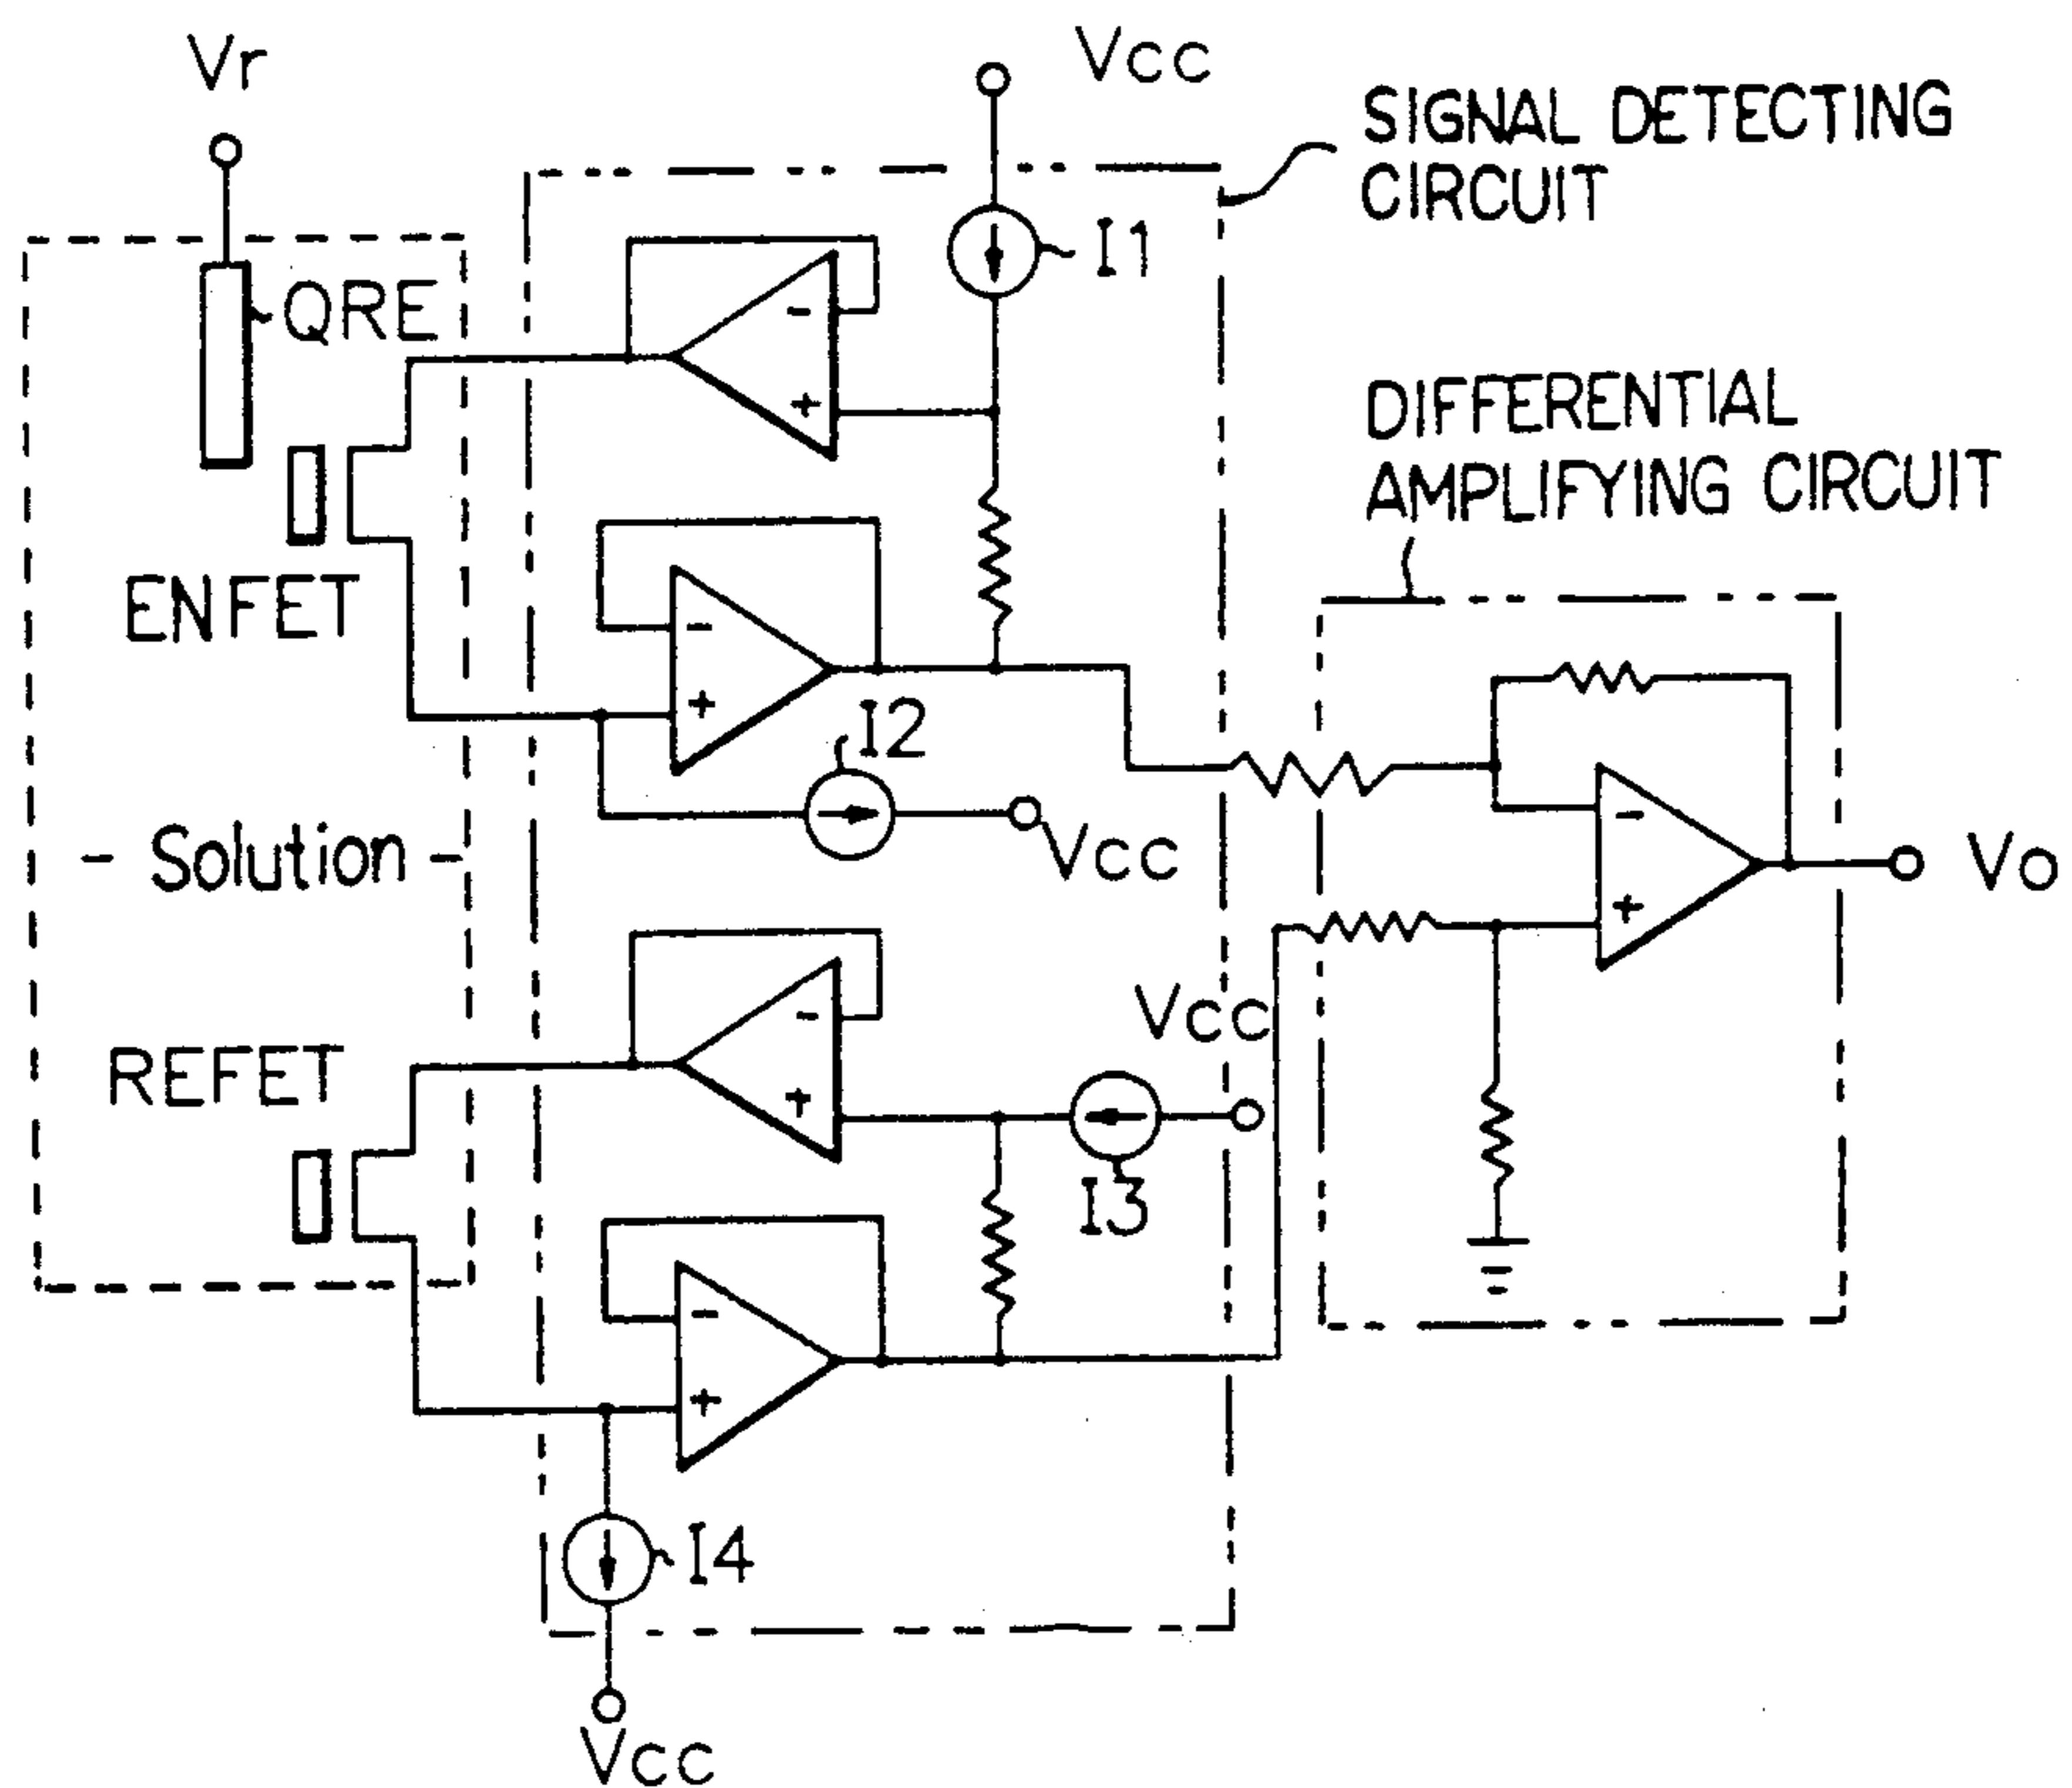 Vr
Vcc
SIGNAL DETECTING
CIRCUIT
I1
QRE
-
+
DIFFERENTIAL
AMPLIFYING CIRCUIT
ENFET
-
+
I2
Vcc
- Solution -
-
+
Vo
REFET
-
+
Vcc
I3
-
+
I4
Vcc